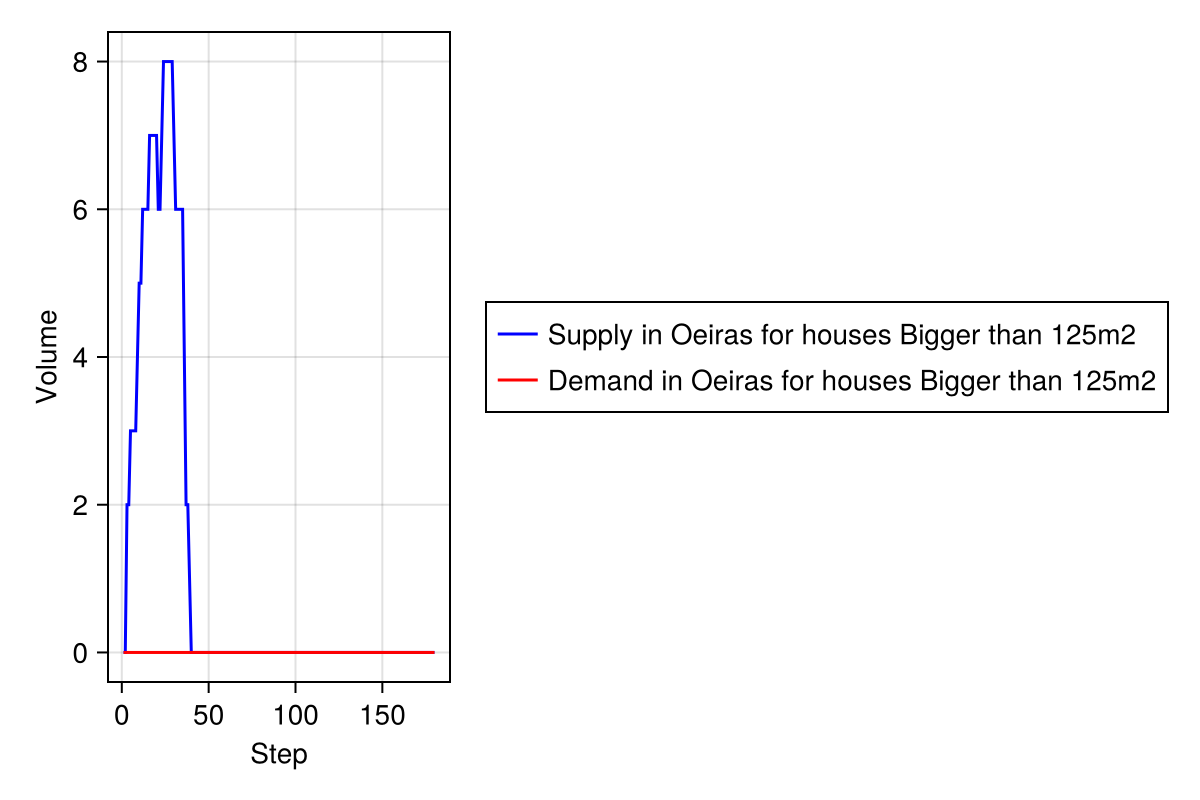 8
6
4
2
0
Volume
0 50 100 150
Step
Supply in Oeiras for houses Bigger than 125m2
Demand in Oeiras for houses Bigger than 125m2